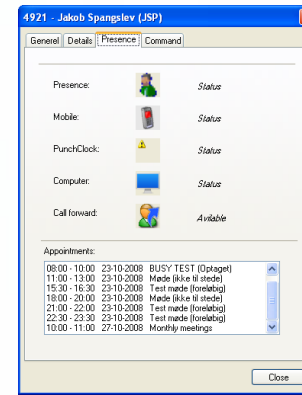 4921 - Jakob Spangslev (JSP)
Generel Details Presence Command
Presence: Status
Mobile: Status
PunchClock: Status
Computer: Status
Call forward: Avilable
Appointments:
08:00 - 10:00 23-10-2008 BUSY TEST (Optaget)
11:00 - 13:00 23-10-2008 Møde (ikke til stede)
15:30 - 16:30 23-10-2008 Test møde (foreløbig)
18:00 - 20:00 23-10-2008 Møde (ikke til stede)
21:00 - 22:00 23-10-2008 Test møde (foreløbig)
22:30 - 23:30 23-10-2008 Test møde (foreløbig)
10:00 - 11:00 27-10-2008 Monthly meetings
Close